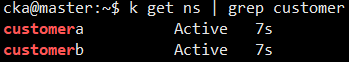 cka@master:~$ k get ns | grep customer
customera Active 7s
customerb Active 7s